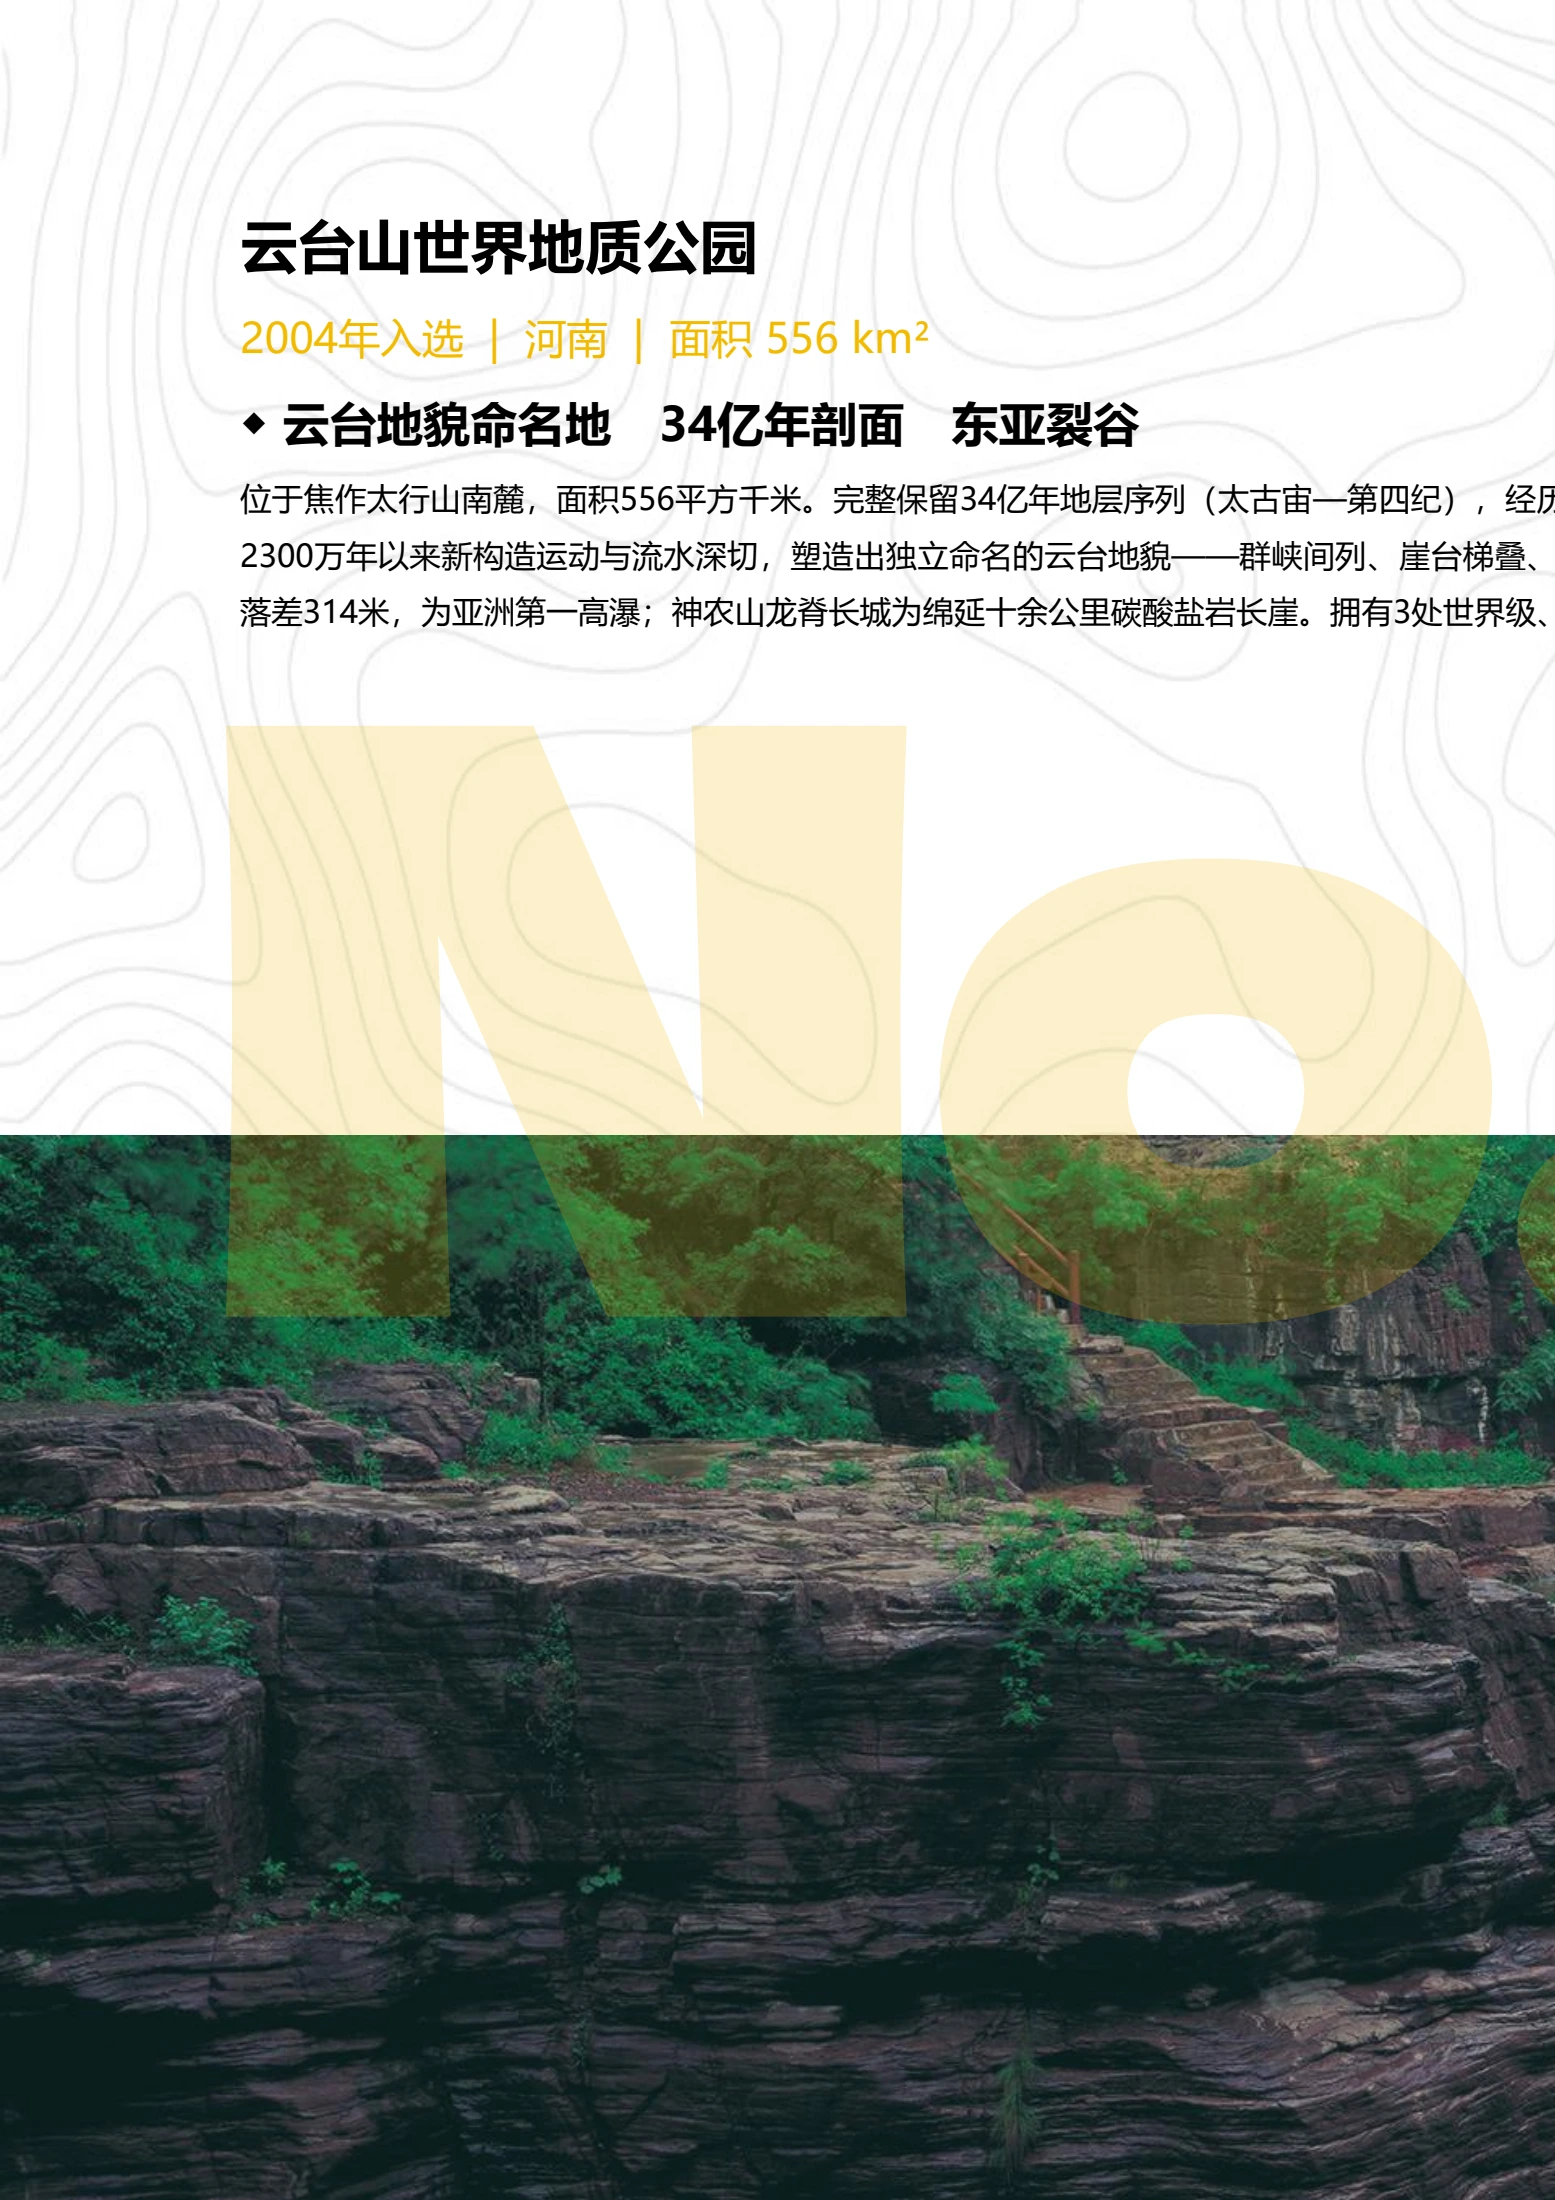 云台山世界地质公园
2004年入选 | 河南 | 面积 556 km²
◆ 云台地貌命名地 34亿年剖面 东亚裂谷
位于焦作太行山南麓，面积556平方千米。完整保留34亿年地层序列（太古宙—第四纪），经历
2300万年以来新构造运动与流水深切，塑造出独立命名的云台地貌——群峡间列、崖台梯叠、
落差314米，为亚洲第一高瀑；神农山龙脊长城为绵延十余公里碳酸盐岩长崖。拥有3处世界级、
No